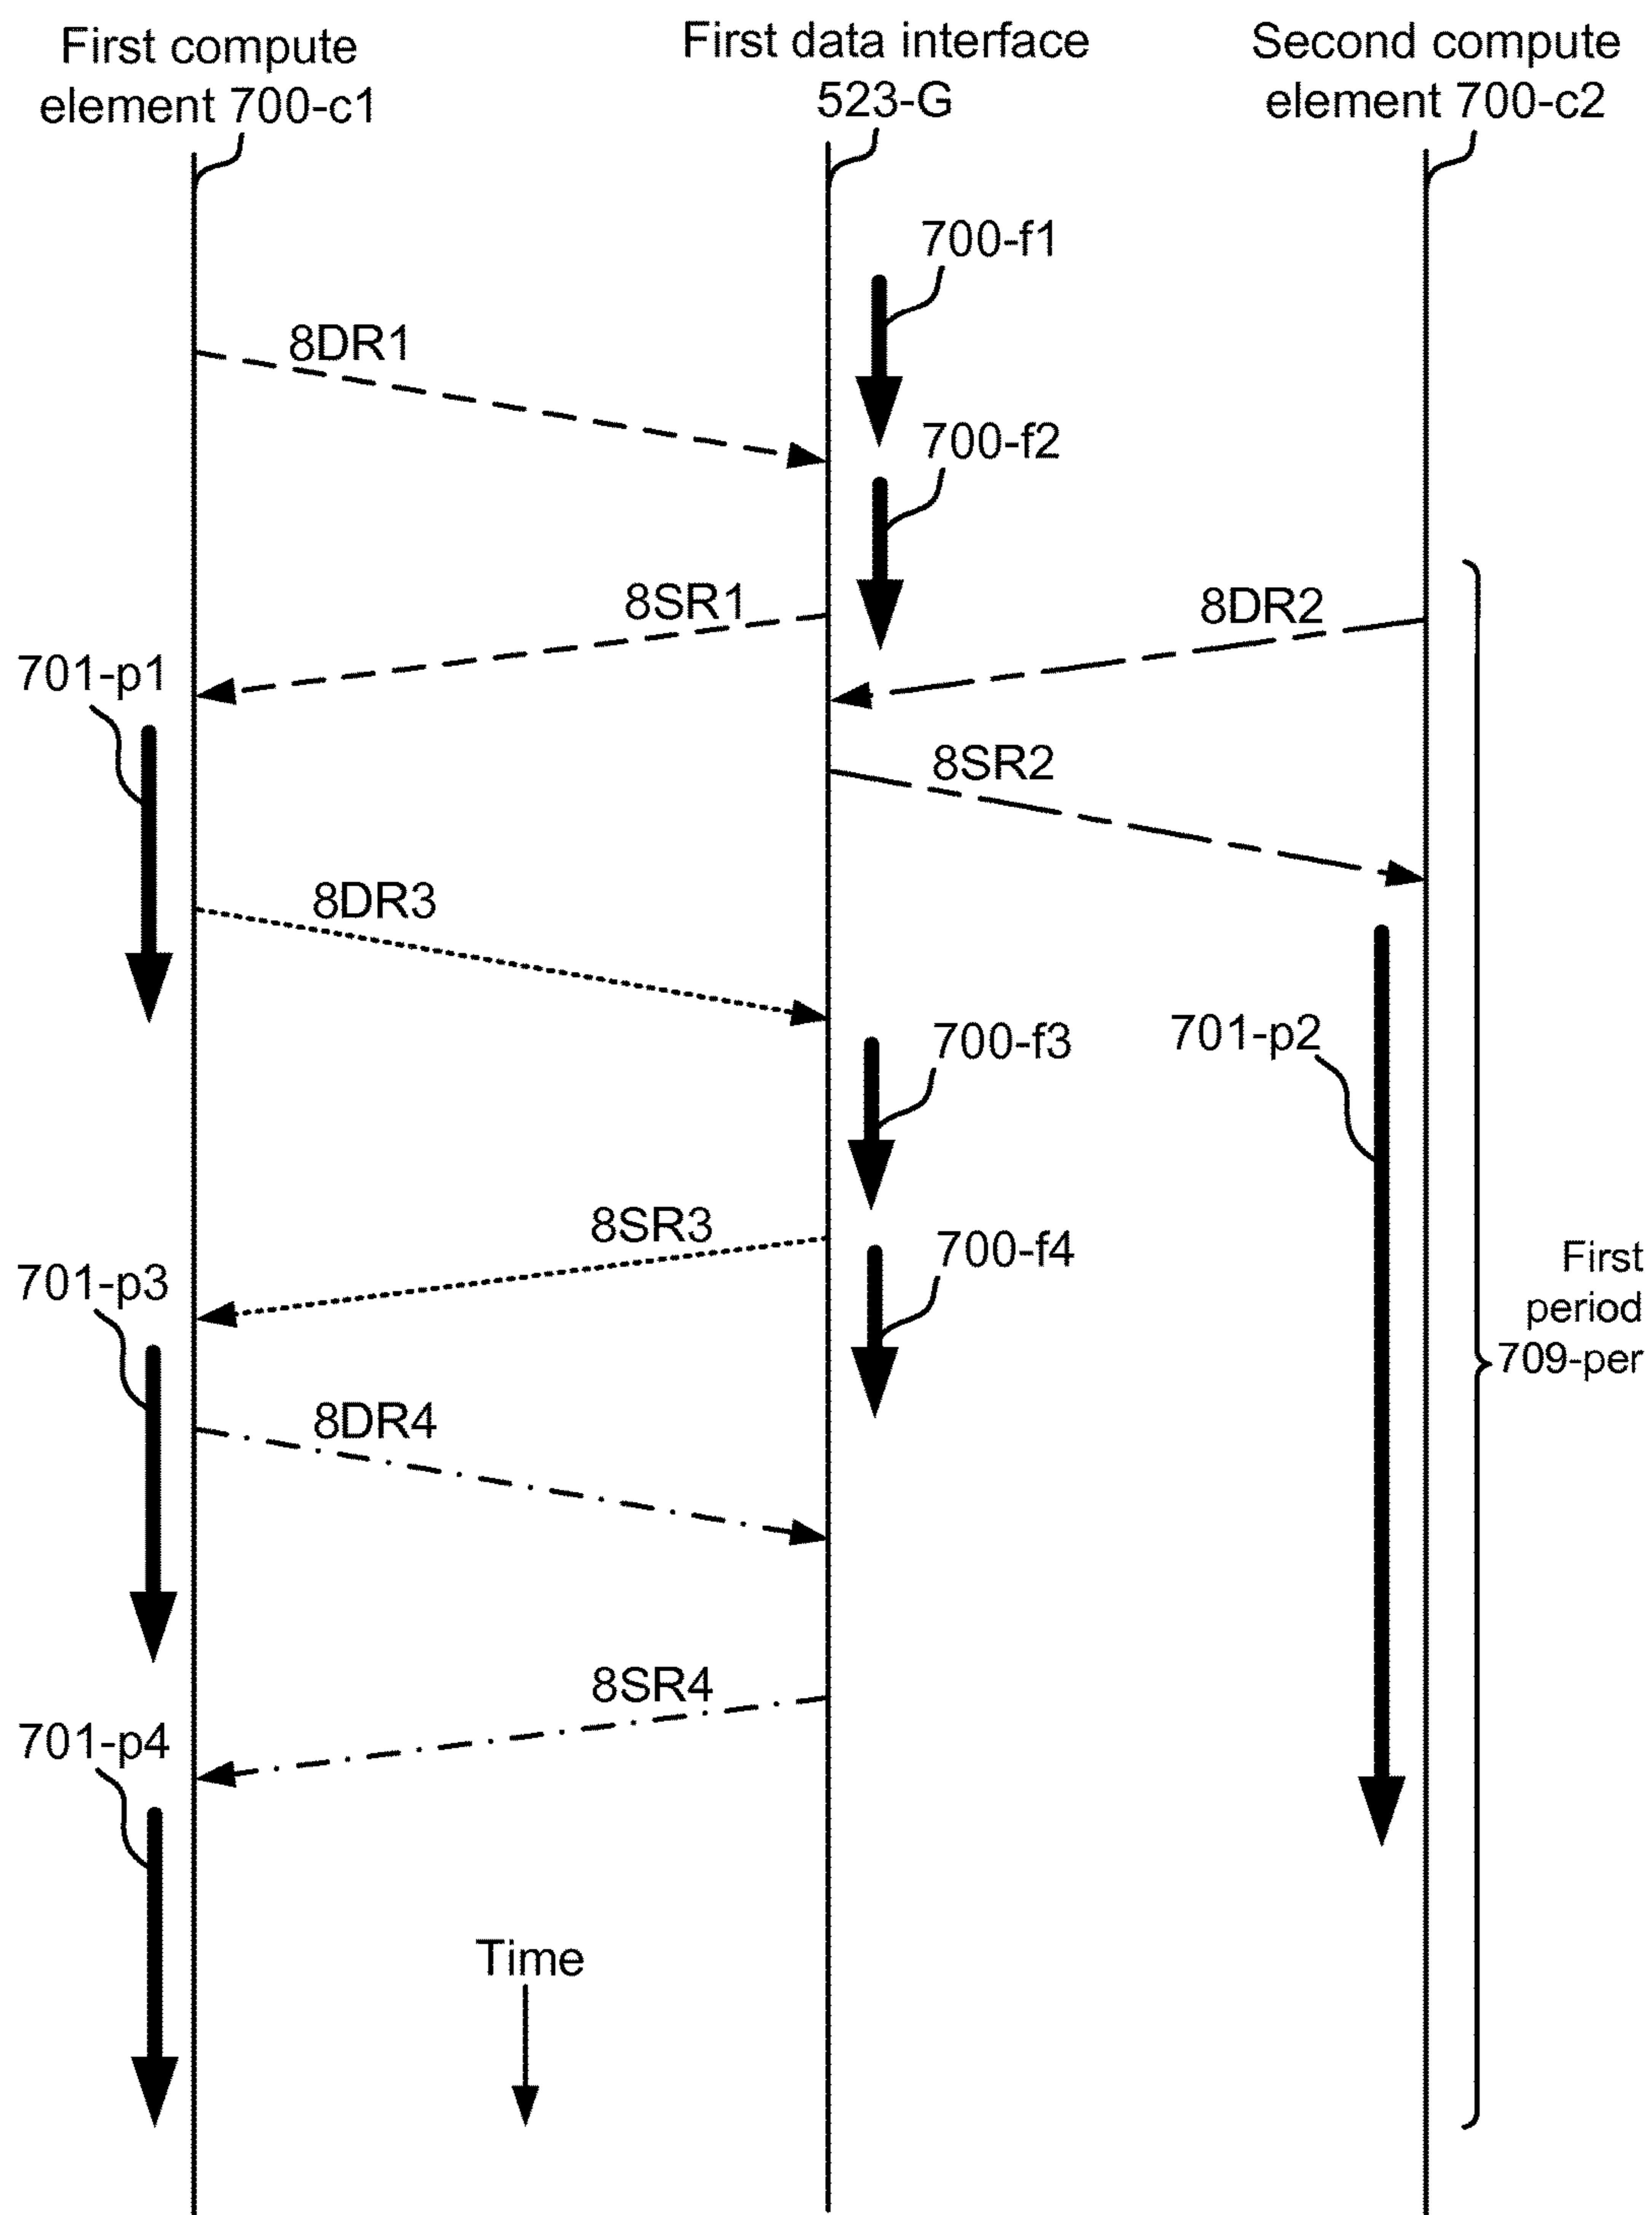 First compute
element 700-c1
First data interface
523-G
Second compute
element 700-c2
700-f1
8DR1
700-f2
8SR1
8DR2
701-p1
8SR2
8DR3
701-p2
700-f3
8SR3
700-f4
First
period
709-per
701-p3
8DR4
8SR4
701-p4
Time